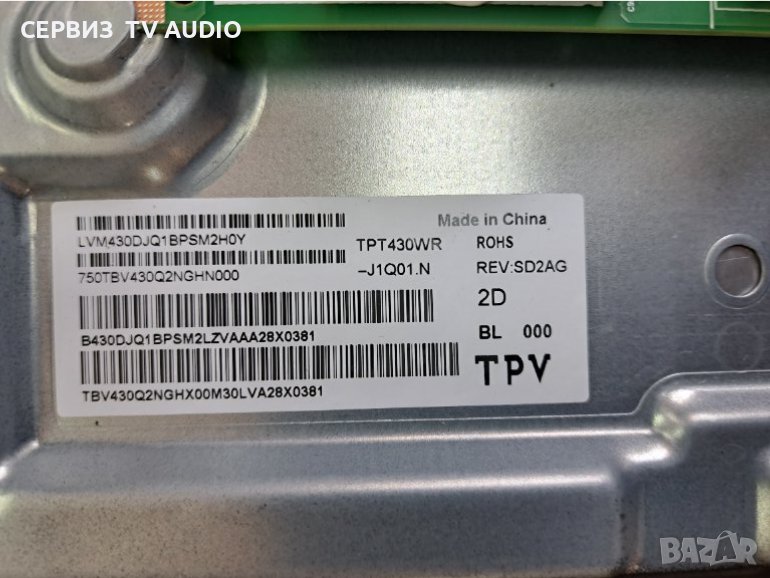 СЕРВИЗ TV AUDIO
Made in China
LVM430DJQ1BPSM2H0Y
TPT430WR
ROHS
750TBV430Q2NGHN000
-J1Q01.N
REV:SD2AG
2D
B430DJQ1BPSM2LZVAAA28X0381
BL 000
TPV
TBV430Q2NGHX00M30LVA28X0381
BAZAR